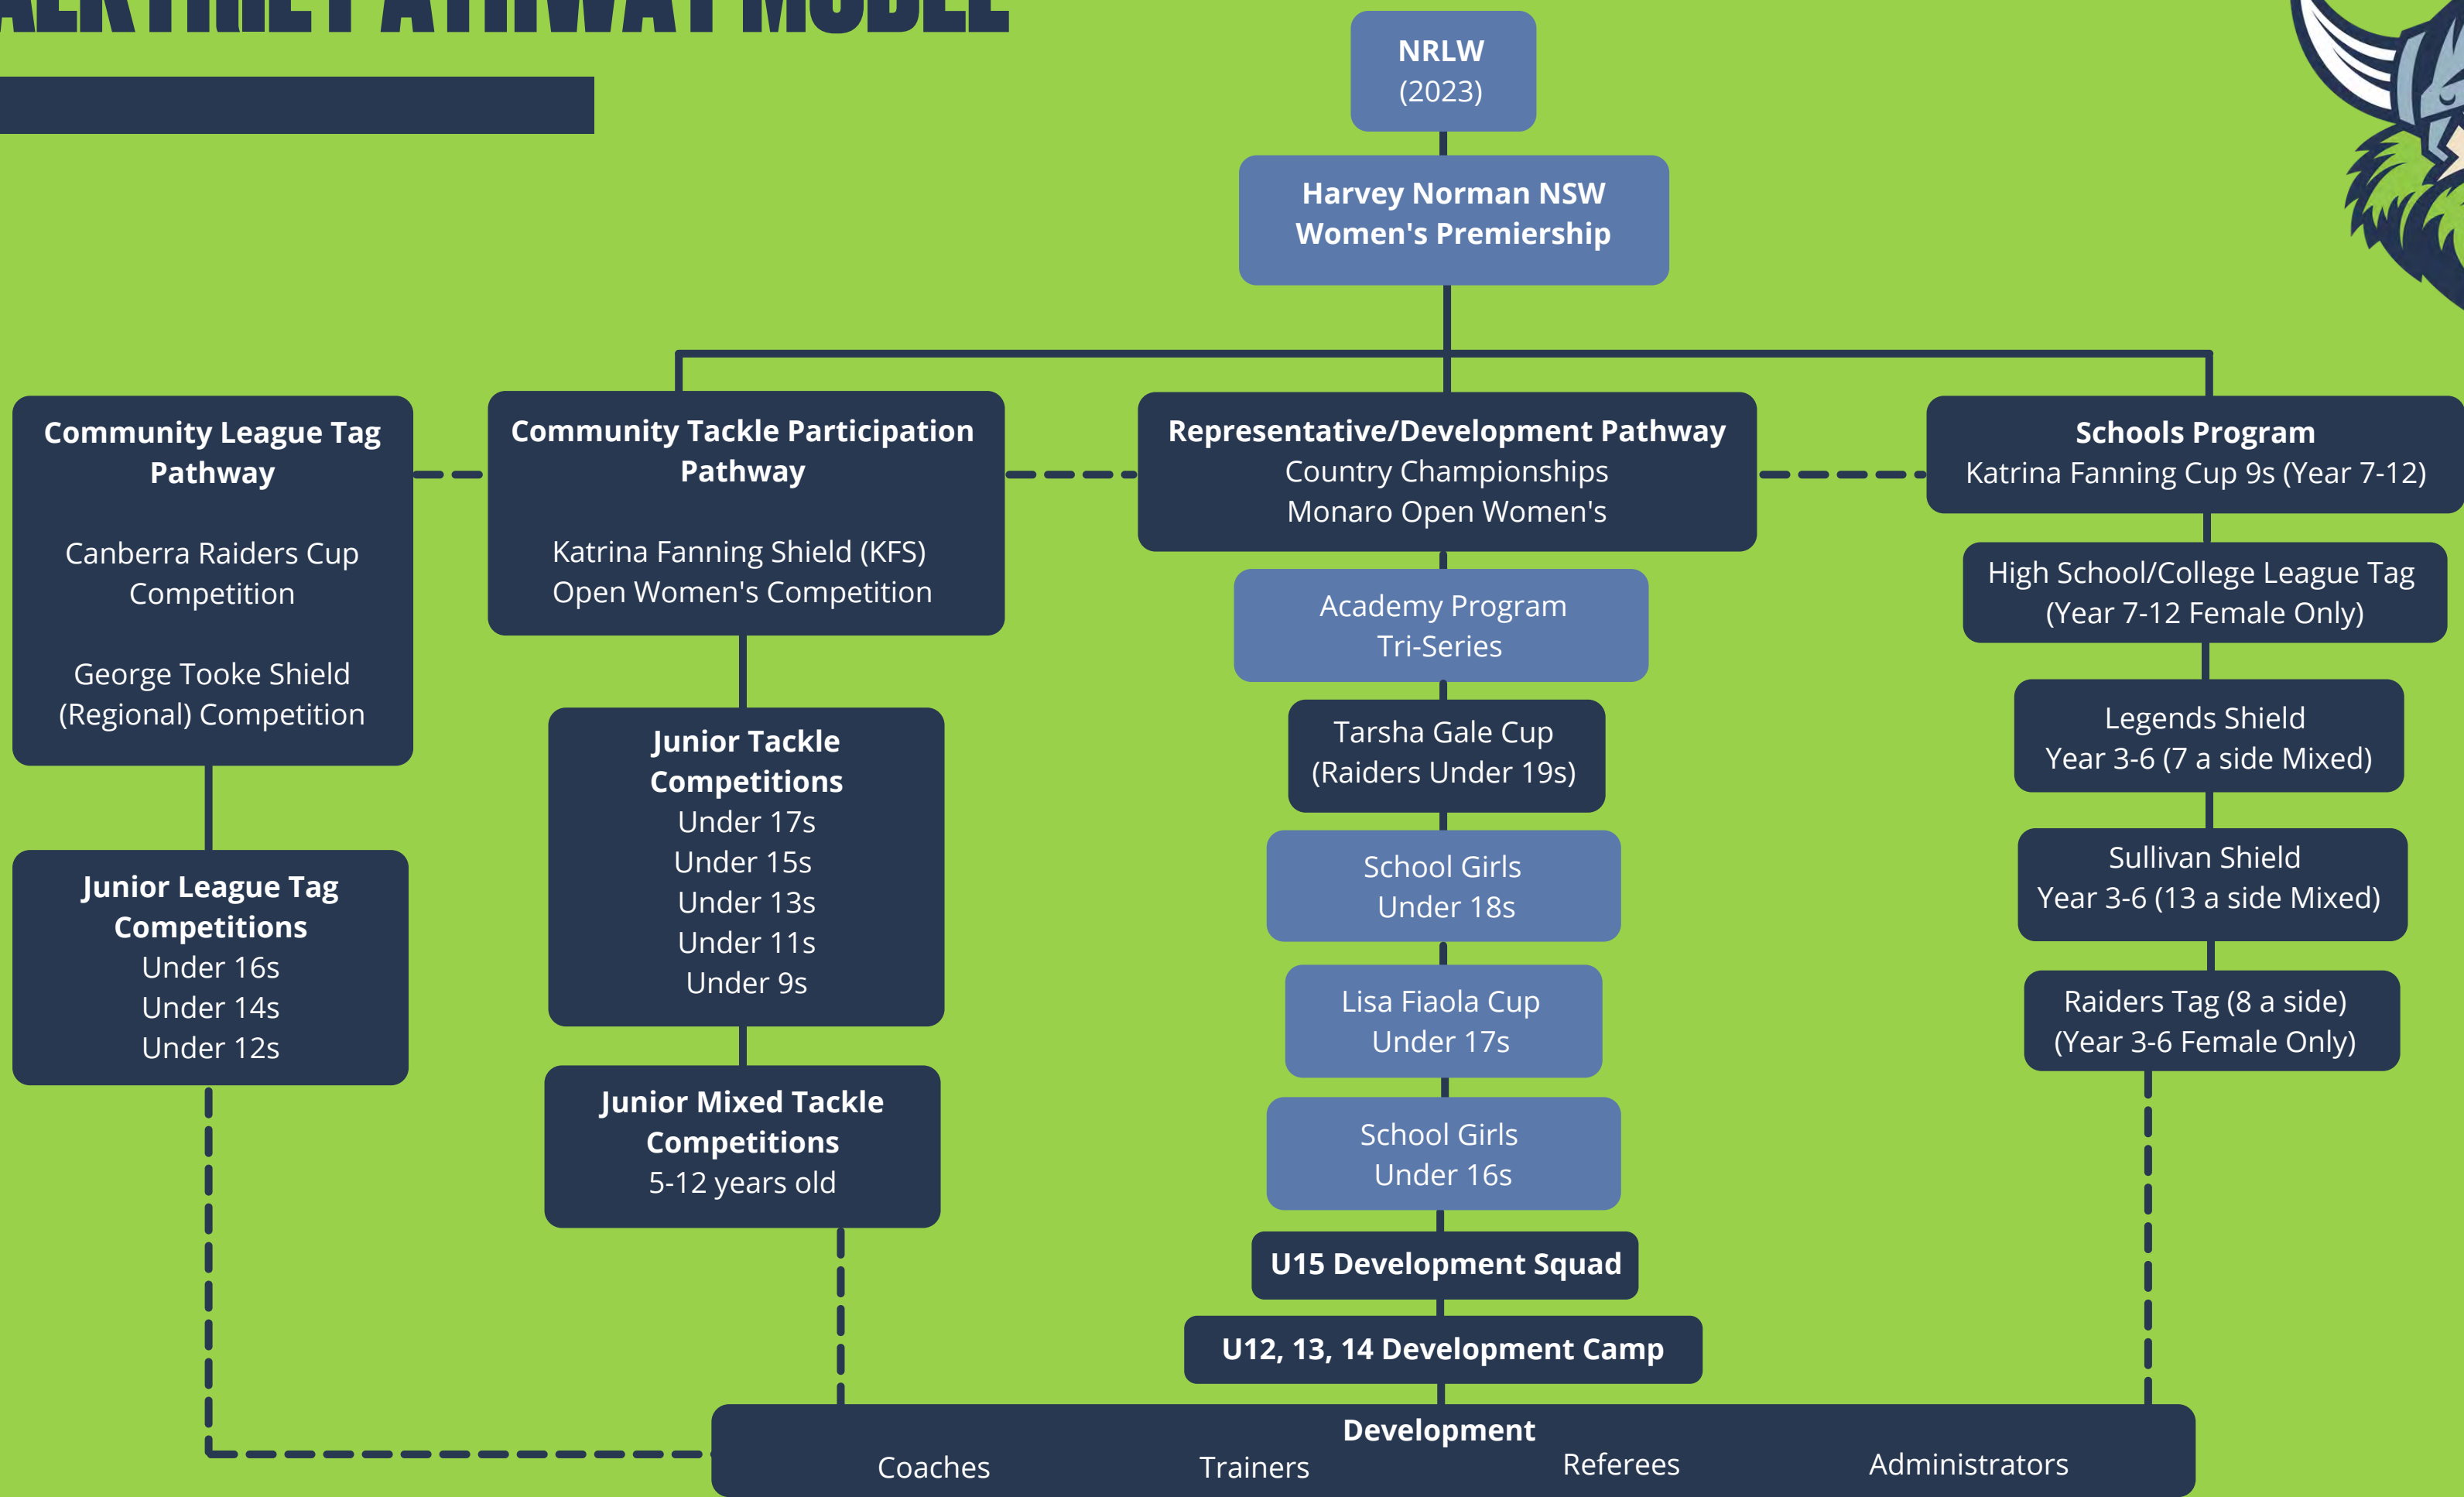 PATHWAY MODEL
NRLW
(2023)
Harvey Norman NSW
Women's Premiership
Community League Tag
Pathway
Canberra Raiders Cup
Competition
George Tooke Shield
(Regional) Competition
Junior League Tag
Competitions
Under 16s
Under 14s
Under 12s
Community Tackle Participation
Pathway
Katrina Fanning Shield (KFS)
Open Women's Competition
Junior Tackle
Competitions
Under 17s
Under 15s
Under 13s
Under 11s
Under 9s
Junior Mixed Tackle
Competitions
5-12 years old
Representative/Development Pathway
Country Championships
Monaro Open Women's
Academy Program
Tri-Series
Tarsha Gale Cup
(Raiders Under 19s)
School Girls
Under 18s
Lisa Fiaola Cup
Under 17s
School Girls
Under 16s
U15 Development Squad
U12, 13, 14 Development Camp
Schools Program
Katrina Fanning Cup 9s (Year 7-12)
High School/College League Tag
(Year 7-12 Female Only)
Legends Shield
Year 3-6 (7 a side Mixed)
Sullivan Shield
Year 3-6 (13 a side Mixed)
Raiders Tag (8 a side)
(Year 3-6 Female Only)
Development
Coaches Trainers Referees Administrators